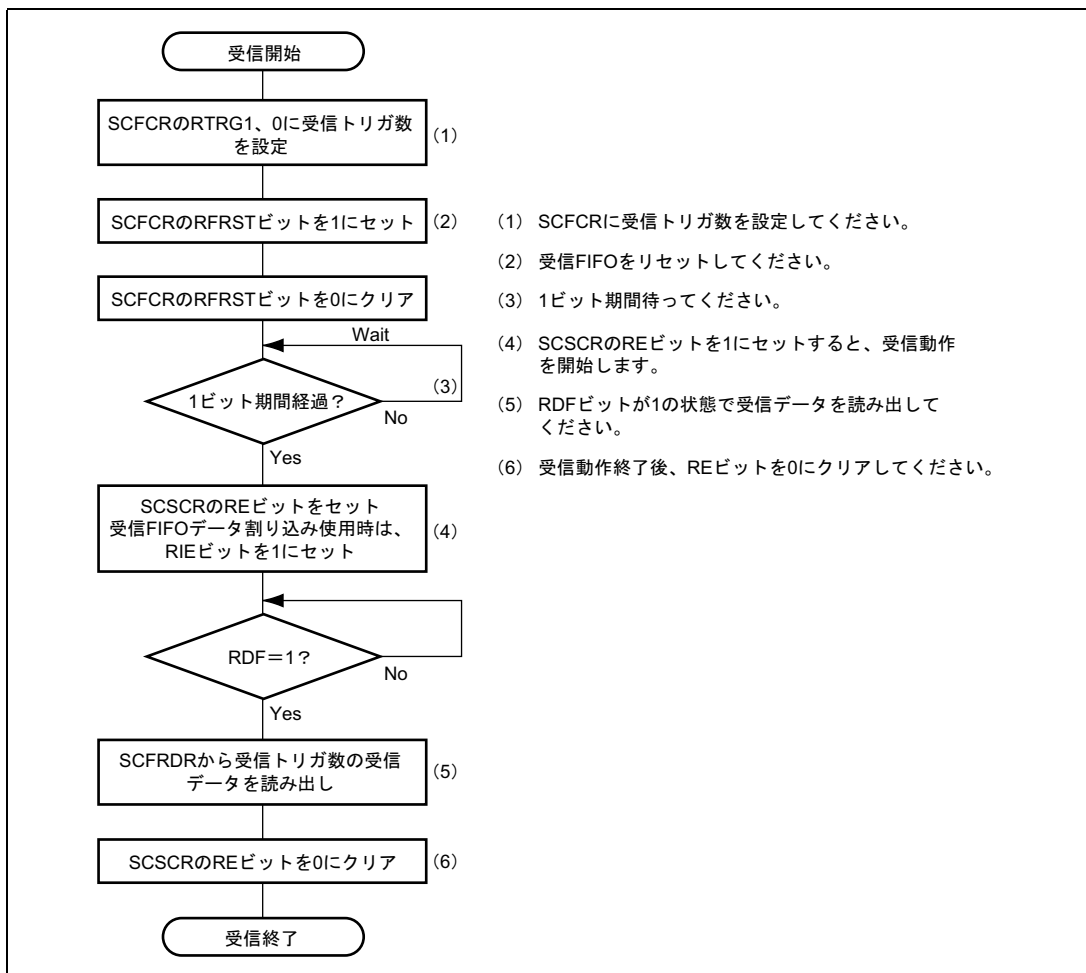 受信開始
SCFCRのRTRG1、0に受信トリガ数
を設定
(1)
SCFCRのRFRSTビットを1にセット
(2)
SCFCRのRFRSTビットを0にクリア
Wait
(3)
1ビット期間経過？
No
Yes
SCSCRのREビットをセット
受信FIFOデータ割り込み使用時は、
RIEビットを1にセット
(4)
RDF＝1？
No
Yes
SCFRDRから受信トリガ数の受信
データを読み出し
(5)
SCSCRのREビットを0にクリア
(6)
受信終了
(1) SCFCRに受信トリガ数を設定してください。
(2) 受信FIFOをリセットしてください。
(3) 1ビット期間待ってください。
(4) SCSCRのREビットを1にセットすると、受信動作
を開始します。
(5) RDFビットが1の状態で受信データを読み出して
ください。
(6) 受信動作終了後、REビットを0にクリアしてください。